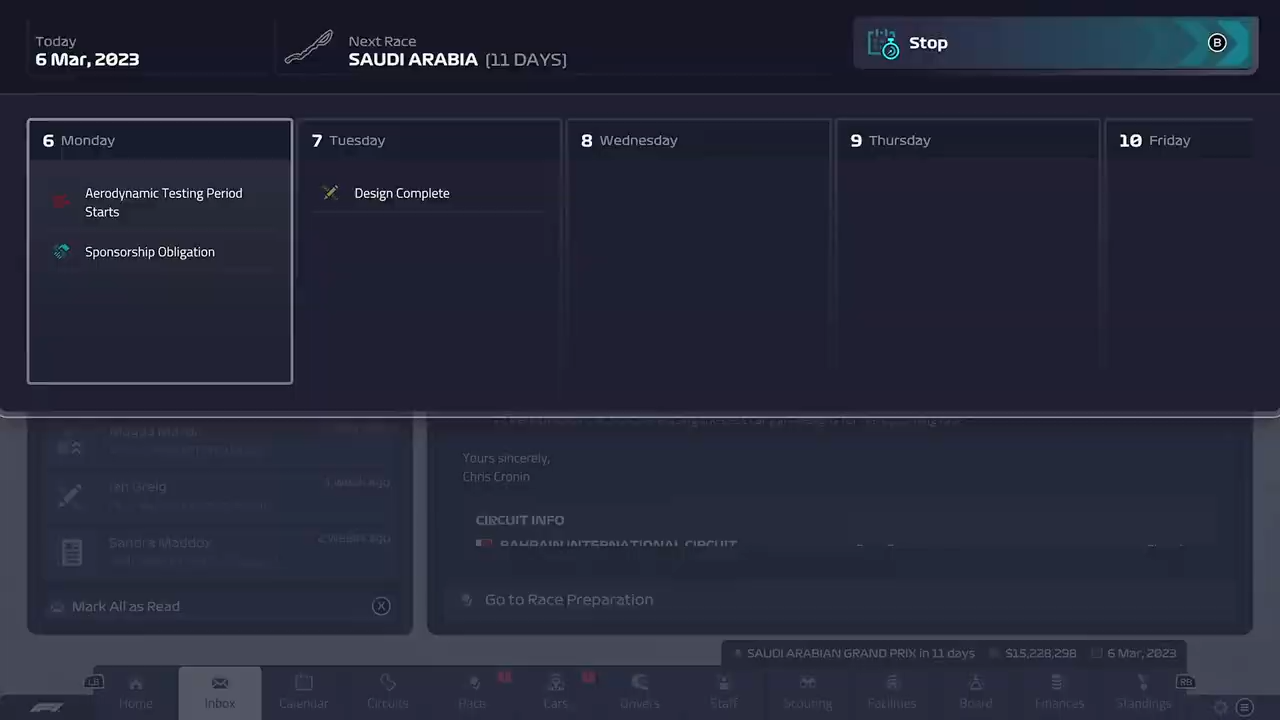 Today
6 Mar, 2023
Next Race
SAUDI ARABIA (11 DAYS)
Stop
B
6 Monday
7 Tuesday
8 Wednesday
9 Thursday
10 Friday
Aerodynamic Testing Period
Starts
Design Complete
Sponsorship Obligation
Yours sincerely,
Chris Cronin
Ian Greig
1 week ago
CIRCUIT INFO
Sandra Maddox
2 weeks ago
BAHRAIN INTERNATIONAL CIRCUIT
Mark All as Read
X
Go to Race Preparation
SAUDI ARABIAN GRAND PRIX in 11 days
$15,228,298
6 Mar, 2023
LB
RB
Home
Inbox
Calendar
Circuits
Race
Cars
Drivers
Staff
Scouting
Facilities
Board
Finances
Standings